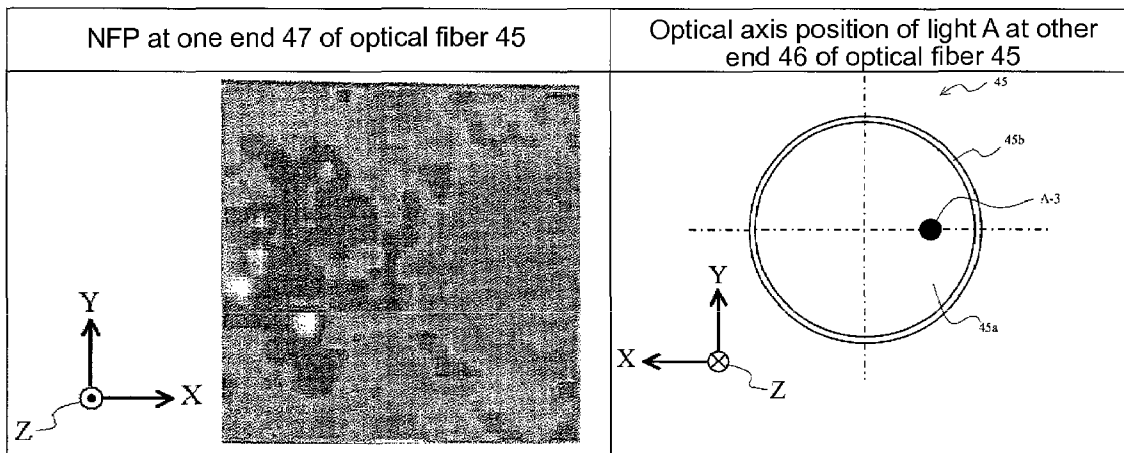 NFP at one end 47 of optical fiber 45
Optical axis position of light A at other
end 46 of optical fiber 45
45
45b
A-3
45a
Y
X
Z
Y
X
Z